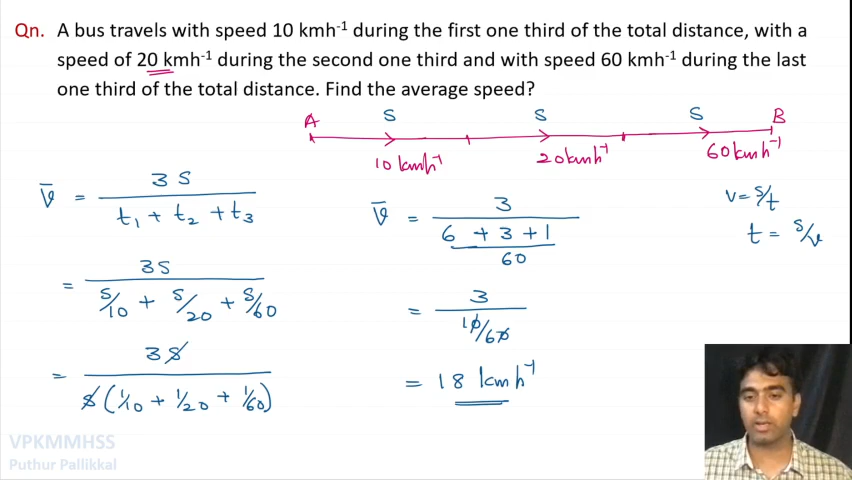 Qn. A bus travels with speed 10 kmh⁻¹ during the first one third of the total distance, with a
speed of 20 kmh⁻¹ during the second one third and with speed 60 kmh⁻¹ during the last
one third of the total distance. Find the average speed?
A S S S B
10 kmh⁻¹ 20 kmh⁻¹ 60 kmh⁻¹
V̄ = 3S / (t₁ + t₂ + t₃)
= 3S / (S/10 + S/20 + S/60)
= 3S / S(1/10 + 1/20 + 1/60)
V̄ = 3 / ((6 + 3 + 1) / 60)
= 3 / (10/60)
= 18 kmh⁻¹
v = S/t
t = S/v
VPKMMHSS
Puthur Pallikkal